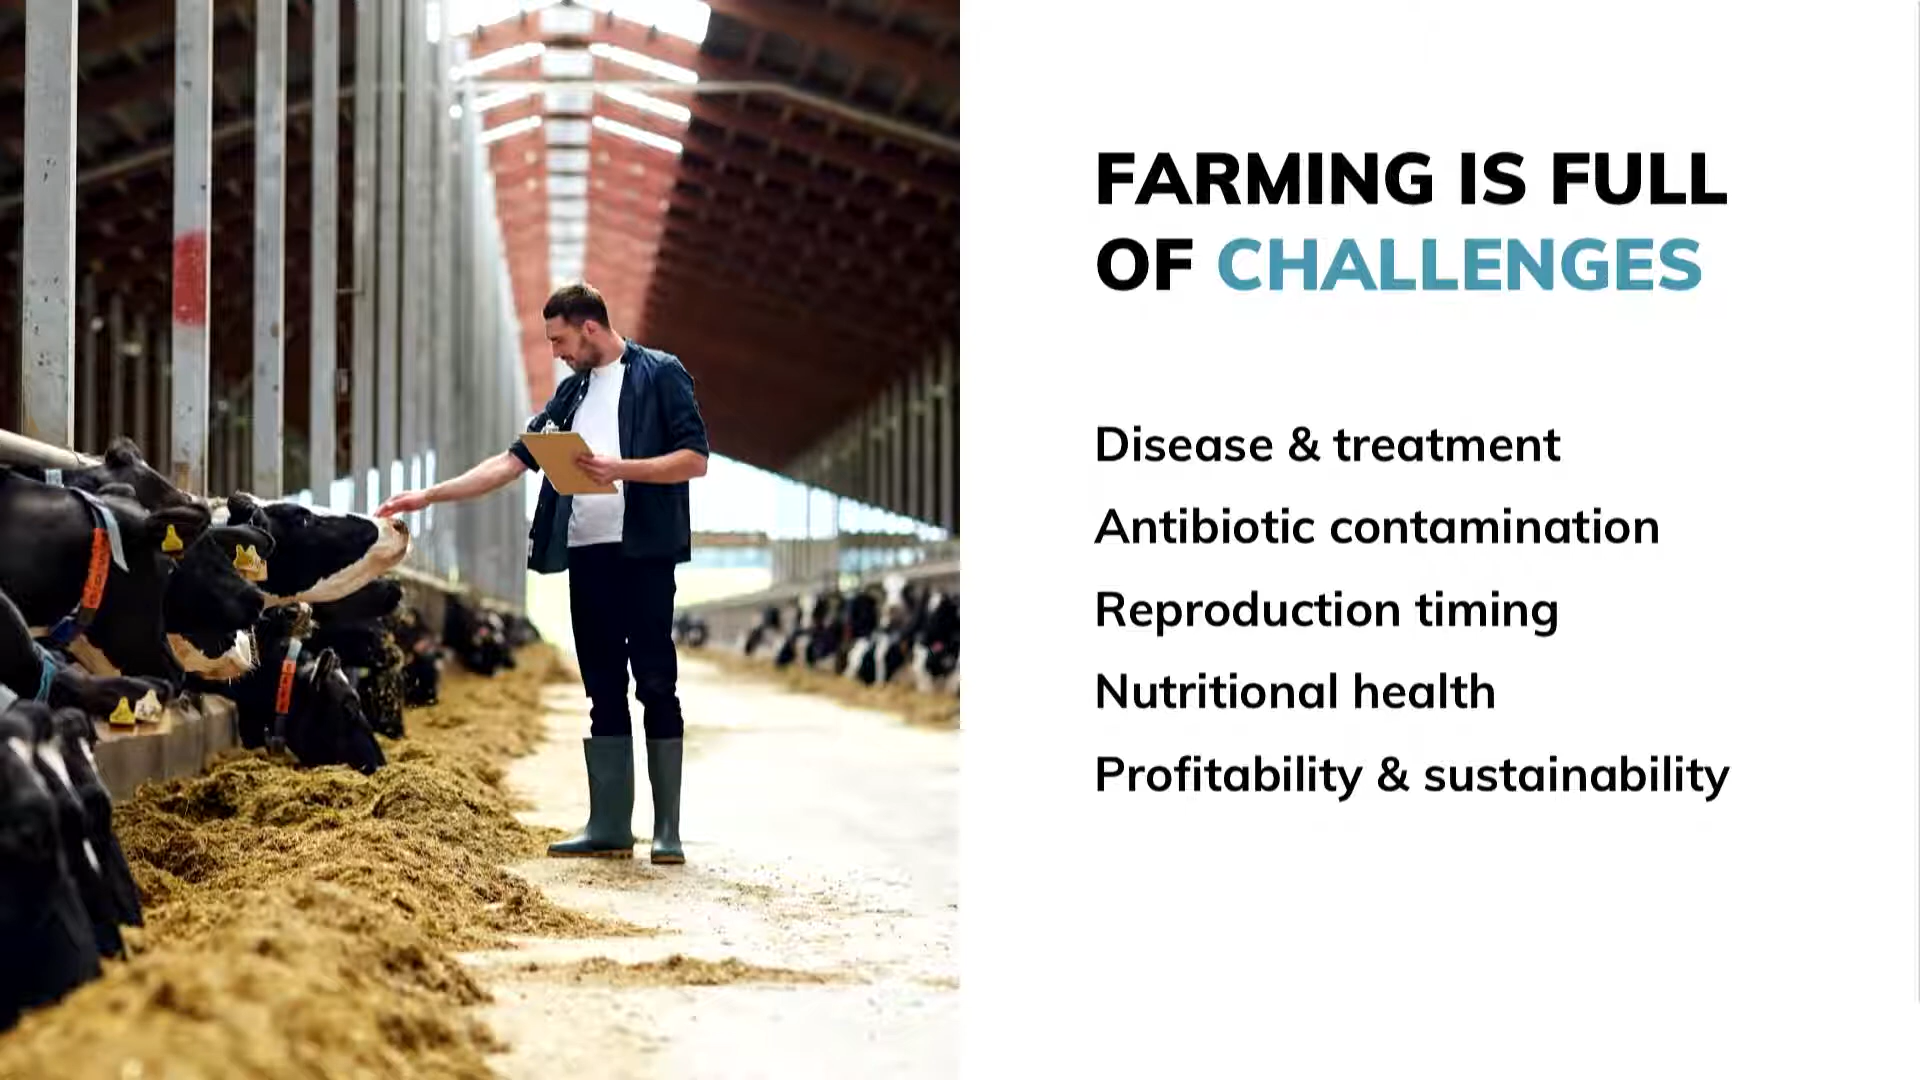 FARMING IS FULL
OF CHALLENGES
Disease & treatment
Antibiotic contamination
Reproduction timing
Nutritional health
Profitability & sustainability